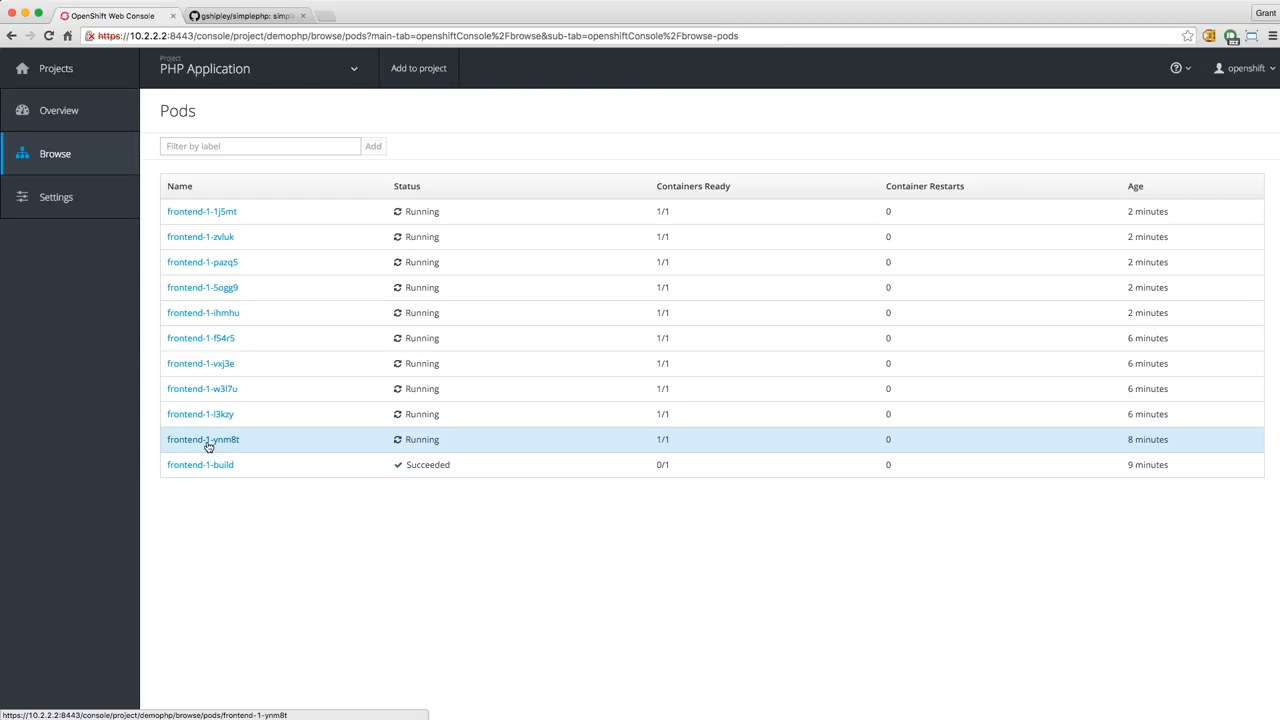 OpenShift Web Console
gshipley/simplephp: simpl
Grant
https://10.2.2.2:8443/console/project/demophp/browse/pods?main-tab=openshiftConsole%2Fbrowse&sub-tab=openshiftConsole%2Fbrowse-pods
Projects
Project
PHP Application
Add to project
openshift
Overview
Browse
Settings
Pods
Filter by label
Add
Name Status Containers Ready Container Restarts Age
frontend-1-1j5mt Running 1/1 0 2 minutes
frontend-1-zvluk Running 1/1 0 2 minutes
frontend-1-pazq5 Running 1/1 0 2 minutes
frontend-1-5ogg9 Running 1/1 0 2 minutes
frontend-1-ihmhu Running 1/1 0 2 minutes
frontend-1-f54r5 Running 1/1 0 6 minutes
frontend-1-vxj3e Running 1/1 0 6 minutes
frontend-1-w3l7u Running 1/1 0 6 minutes
frontend-1-l3kzy Running 1/1 0 6 minutes
frontend-1-ynm8t Running 1/1 0 8 minutes
frontend-1-build Succeeded 0/1 0 9 minutes
https://10.2.2.2:8443/console/project/demophp/browse/pods/frontend-1-ynm8t